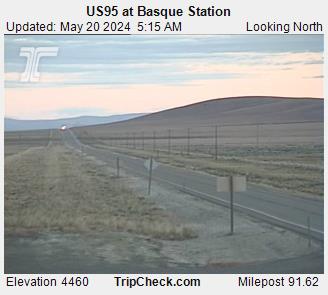 US95 at Basque Station
Updated: May 20 2024 5:15 AM Looking North
Elevation 4460 TripCheck.com Milepost 91.62